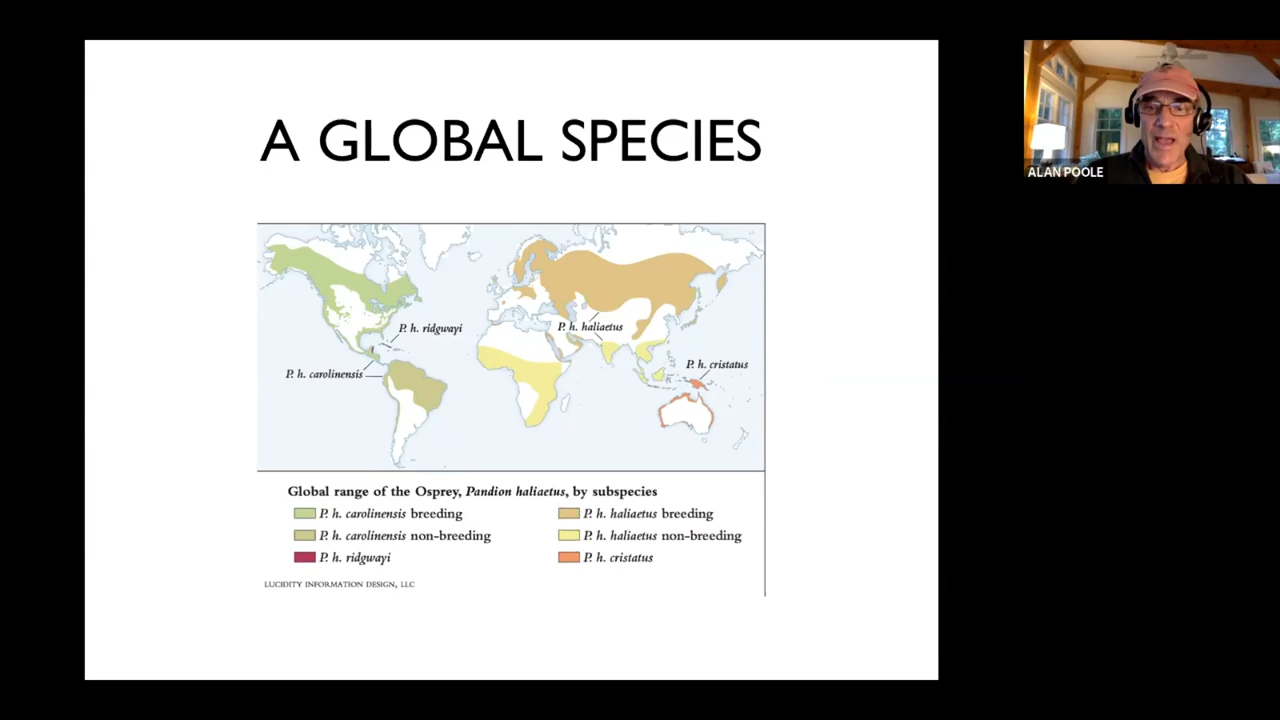 A GLOBAL SPECIES
ALAN POOLE
P. h. ridgwayi
P. h. haliaetus
P. h. carolinensis
P. h. cristatus
Global range of the Osprey, Pandion haliaetus, by subspecies
P. h. carolinensis breeding
P. h. haliaetus breeding
P. h. carolinensis non-breeding
P. h. haliaetus non-breeding
P. h. ridgwayi
P. h. cristatus
LUCIDITY INFORMATION DESIGN, LLC